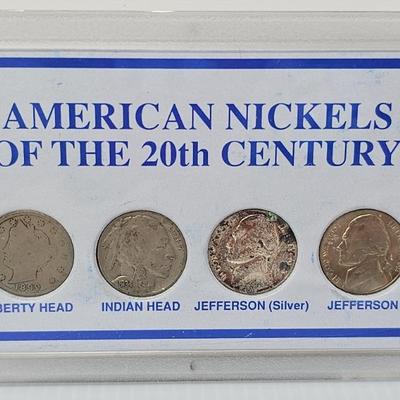 AMERICAN NICKELS
OF THE 20th CENTURY
BERTY HEAD INDIAN HEAD JEFFERSON (Silver) JEFFERSON